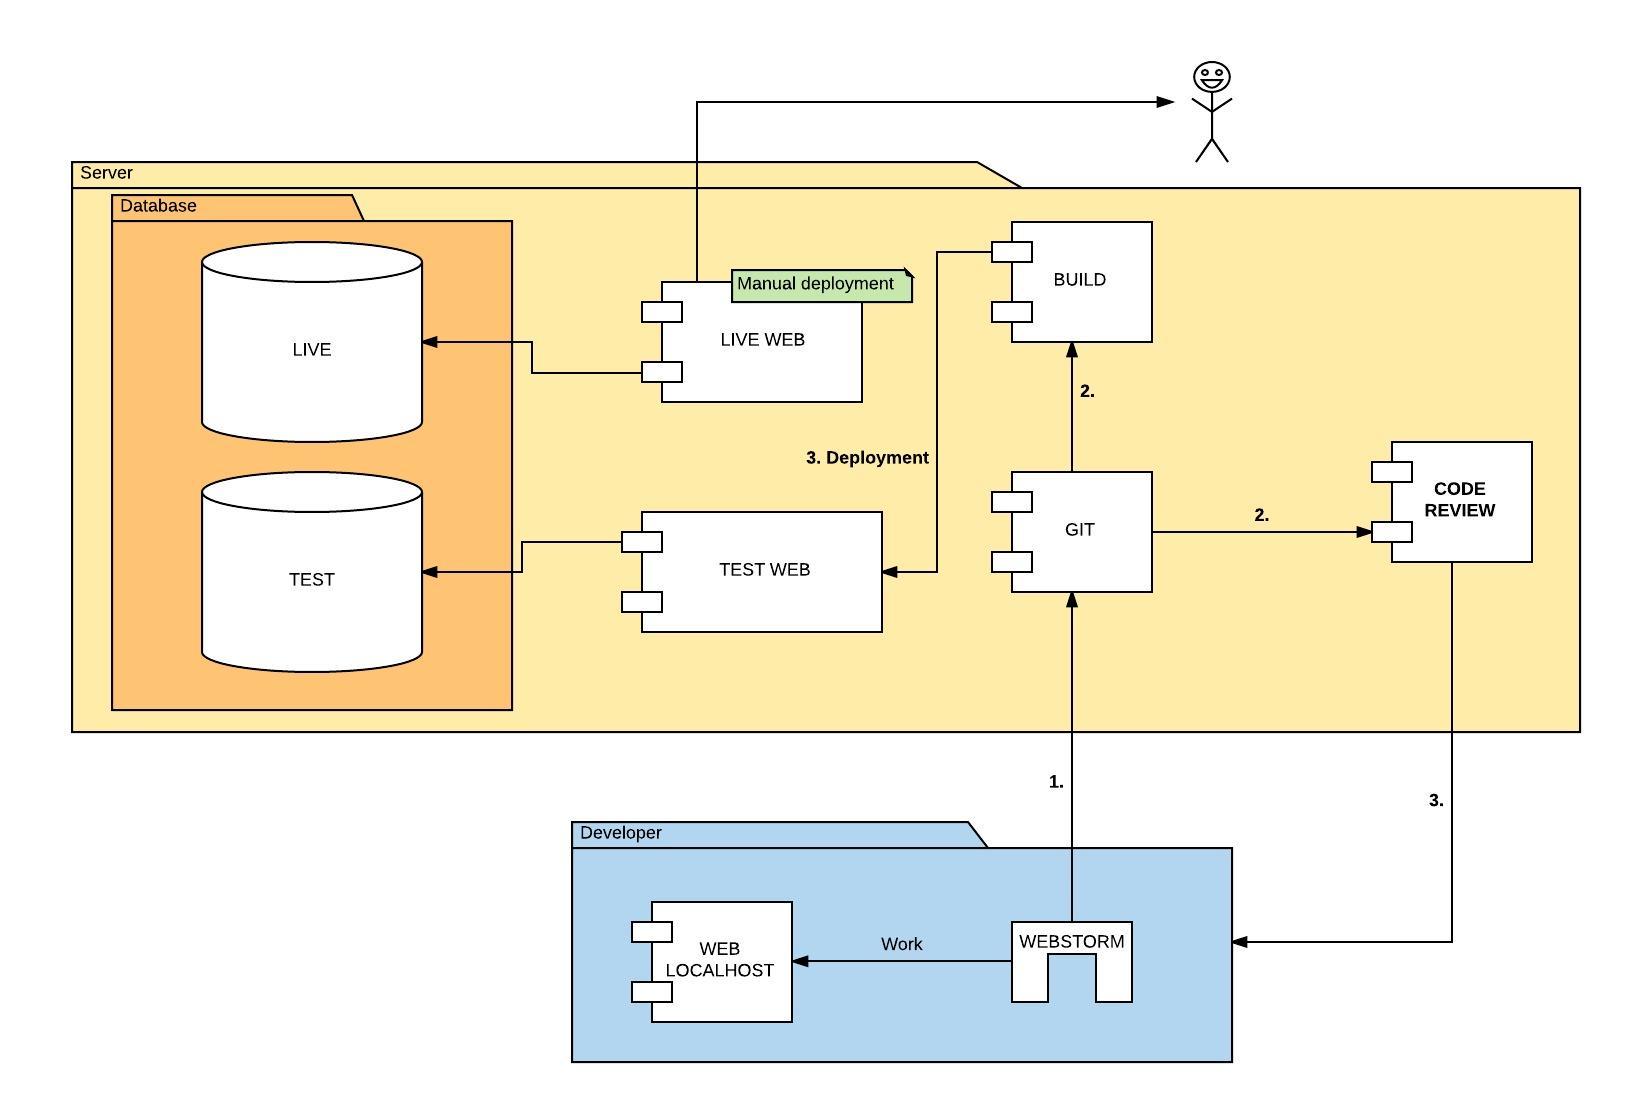 Server
Database
Manual deployment
BUILD
LIVE WEB
LIVE
2.
3. Deployment
CODE
REVIEW
2.
GIT
TEST WEB
TEST
1.
3.
Developer
WEBSTORM
Work
WEB
LOCALHOST